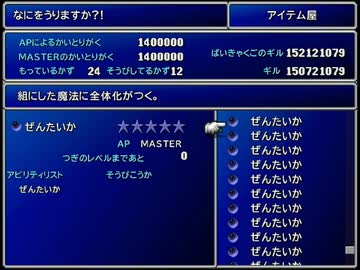 なにをうりますか?!
アイテム屋
APによるかいとりがく 1400000
MASTERのかいとりがく 1400000
もっているかず 24 そうびしてるかず 12
ばいきゃくごのギル 152121079
ギル 150721079
組にした魔法に全体化がつく。
ぜんたいか ★★★★★
AP MASTER
つぎのレベルまであと 0
アビリティリスト そうびこうか
ぜんたいか
ぜんたいか
ぜんたいか
ぜんたいか
ぜんたいか
ぜんたいか
ぜんたいか
ぜんたいか
ぜんたいか
ぜんたいか
ぜんたいか